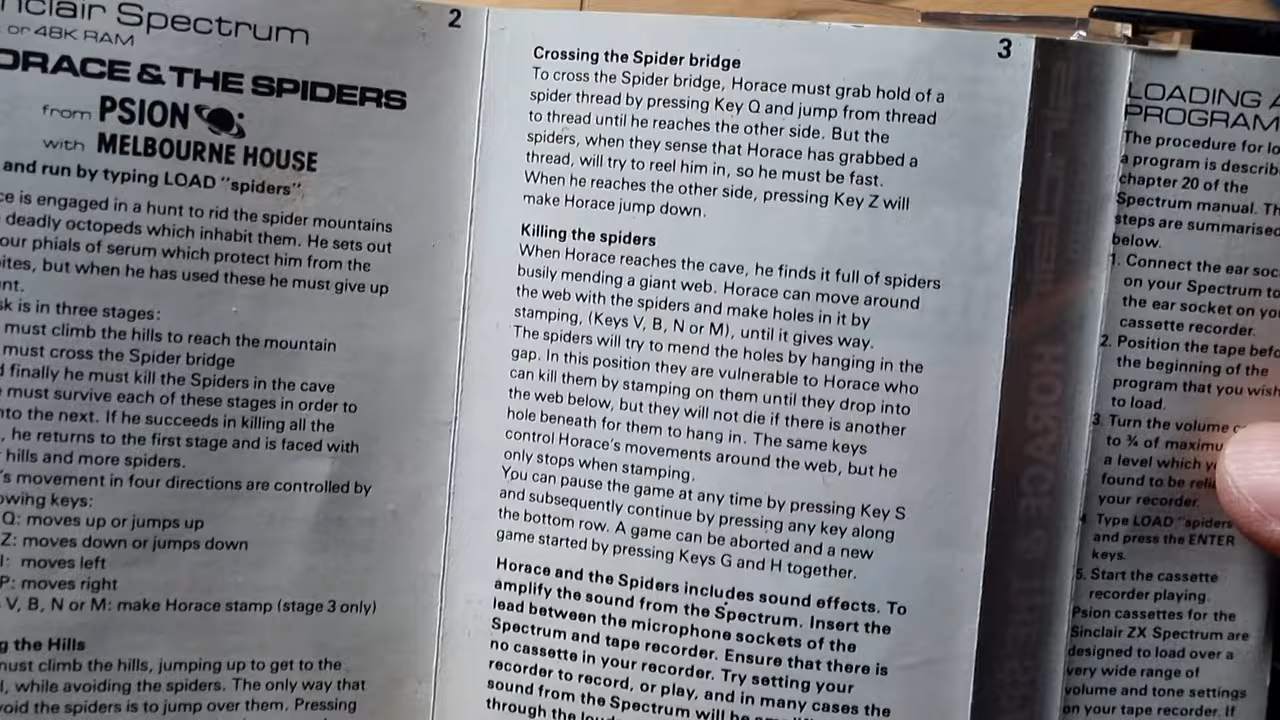 nclair Spectrum
or 48K RAM
2
ORACE & THE SPIDERS
from PSION
with MELBOURNE HOUSE
and run by typing LOAD "spiders".
ce is engaged in a hunt to rid the spider mountains
deadly octopeds which inhabit them. He sets out
our phials of serum which protect him from the
ites, but when he has used these he must give up
nt.
sk is in three stages:
must climb the hills to reach the mountain
must cross the Spider bridge
d finally he must kill the Spiders in the cave
must survive each of these stages in order to
nto the next. If he succeeds in killing all the
, he returns to the first stage and is faced with
hills and more spiders.
's movement in four directions are controlled by
owing keys:
Q: moves up or jumps up
Z: moves down or jumps down
I: moves left
P: moves right
V, B, N or M: make Horace stamp (stage 3 only)
g the Hills
must climb the hills, jumping up to get to the
l, while avoiding the spiders. The only way that
void the spiders is to jump over them. Pressing
3
Crossing the Spider bridge
To cross the Spider bridge, Horace must grab hold of a
spider thread by pressing Key Q and jump from thread
to thread until he reaches the other side. But the
spiders, when they sense that Horace has grabbed a
thread, will try to reel him in, so he must be fast.
When he reaches the other side, pressing Key Z will
make Horace jump down.
Killing the spiders
When Horace reaches the cave, he finds it full of spiders
busily mending a giant web. Horace can move around
the web with the spiders and make holes in it by
stamping, (Keys V, B, N or M), until it gives way.
The spiders will try to mend the holes by hanging in the
gap. In this position they are vulnerable to Horace who
can kill them by stamping on them until they drop into
the web below, but they will not die if there is another
hole beneath for them to hang in. The same keys
control Horace's movements around the web, but he
only stops when stamping.
You can pause the game at any time by pressing Key S
and subsequently continue by pressing any key along
the bottom row. A game can be aborted and a new
game started by pressing Keys G and H together.
Horace and the Spiders includes sound effects. To
amplify the sound from the Spectrum. Insert the
lead between the microphone sockets of the
Spectrum and tape recorder. Ensure that there is
no cassette in your recorder. Try setting your
recorder to record, or play, and in many cases the
sound from the Spectrum will be
through the
HORACE & THE
LOADING A
PROGRAM
The procedure for lo
a program is describe
chapter 20 of the
Spectrum manual. Th
steps are summarised
below.
1. Connect the ear soc
on your Spectrum to
the ear socket on you
cassette recorder.
2. Position the tape befo
the beginning of the
program that you wish
to load.
3. Turn the volume
to ¾ of maximu
a level which y
found to be relia
your recorder.
4 Type LOAD "spiders
and press the ENTER
keys.
5. Start the cassette
recorder playing.
Psion cassettes for the
Sinclair ZX Spectrum are
designed to load over a
very wide range of
volume and tone settings
on your tape recorder. If